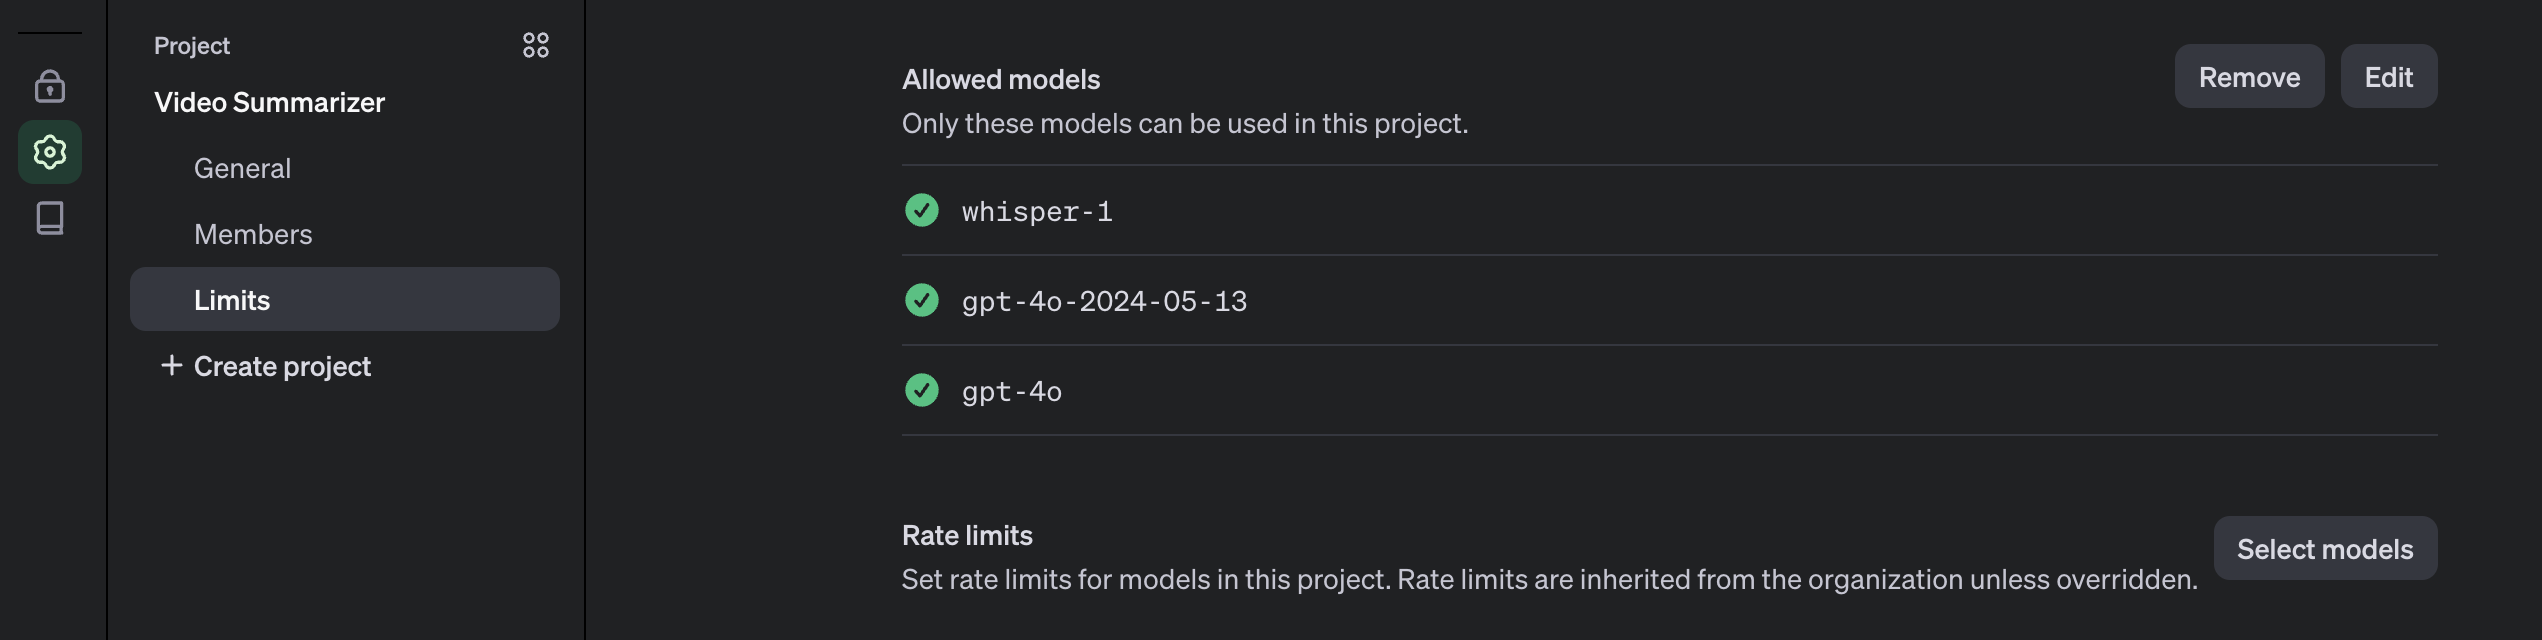 Project
Video Summarizer
General
Members
Limits
Create project
Allowed models
Only these models can be used in this project.
Remove
Edit
whisper-1
gpt-4o-2024-05-13
gpt-4o
Rate limits
Set rate limits for models in this project. Rate limits are inherited from the organization unless overridden.
Select models